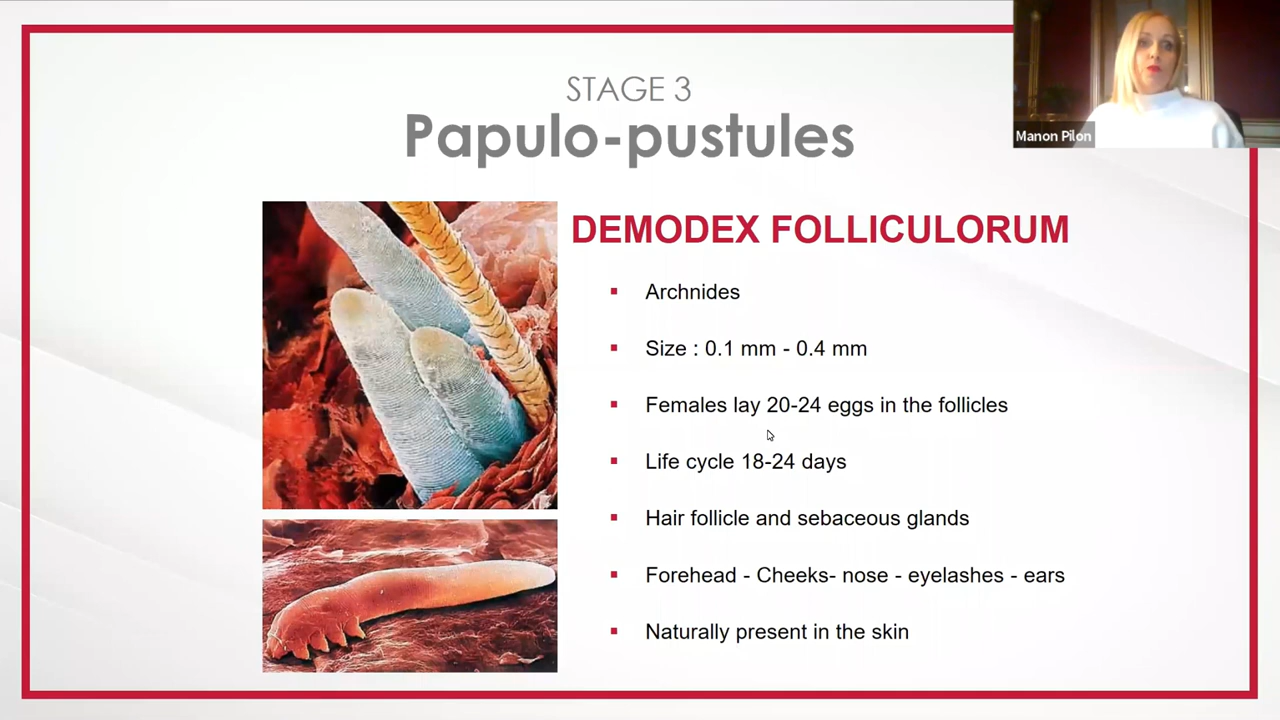 STAGE 3
Papulo-pustules
Manon Pilon
DEMODEX FOLLICULORUM
▪ Archnides
▪ Size : 0.1 mm - 0.4 mm
▪ Females lay 20-24 eggs in the follicles
▪ Life cycle 18-24 days
▪ Hair follicle and sebaceous glands
▪ Forehead - Cheeks- nose - eyelashes - ears
▪ Naturally present in the skin